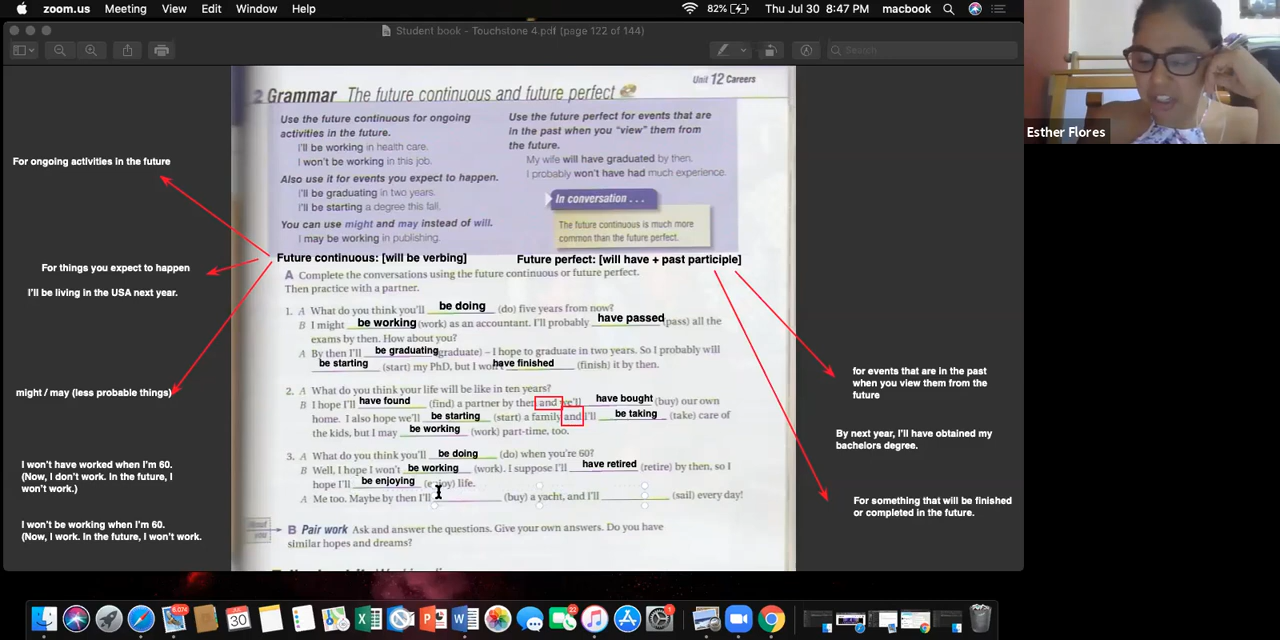 zoom.us Meeting View Edit Window Help
82% Thu Jul 30 8:47 PM macbook
Student book - Touchstone 4.pdf (page 122 of 144)
Search
Esther Flores
Unit 12 Careers
2 Grammar The future continuous and future perfect
Use the future continuous for ongoing
activities in the future.
I'll be working in health care.
I won't be working in this job.
Also use it for events you expect to happen.
I'll be graduating in two years.
I'll be starting a degree this fall.
You can use might and may instead of will.
I may be working in publishing.
Use the future perfect for events that are
in the past when you "view" them from
the future.
My wife will have graduated by then.
I probably won't have had much experience.
In conversation . . .
The future continuous is much more
common than the future perfect.
For ongoing activities in the future
For things you expect to happen
I'll be living in the USA next year.
might / may (less probable things)
I won't have worked when I'm 60.
(Now, I don't work. In the future, I
won't work.)
I won't be working when I'm 60.
(Now, I work. In the future, I won't work.
Future continuous: [will be verbing]
Future perfect: [will have + past participle]
A Complete the conversations using the future continuous or future perfect.
Then practice with a partner.
1. A What do you think you'll be doing (do) five years from now?
B I might be working (work) as an accountant. I'll probably have passed (pass) all the
exams by then. How about you?
A By then I'll be graduating graduate) – I hope to graduate in two years. So I probably will
be starting (start) my PhD, but I won have finished (finish) it by then.
2. A What do you think your life will be like in ten years?
B I hope I'll have found (find) a partner by then and we'll have bought (buy) our own
home. I also hope we'll be starting (start) a family and I'll be taking (take) care of
the kids, but I may be working (work) part-time, too.
3. A What do you think you'll be doing (do) when you're 60?
B Well, I hope I won't be working (work). I suppose I'll have retired (retire) by then, so I
hope I'll be enjoying (enjoy) life.
A Me too. Maybe by then I'll (buy) a yacht, and I'll (sail) every day!
B Pair work Ask and answer the questions. Give your own answers. Do you have
similar hopes and dreams?
for events that are in the past
when you view them from the
future
By next year, I'll have obtained my
bachelors degree.
For something that will be finished
or completed in the future.